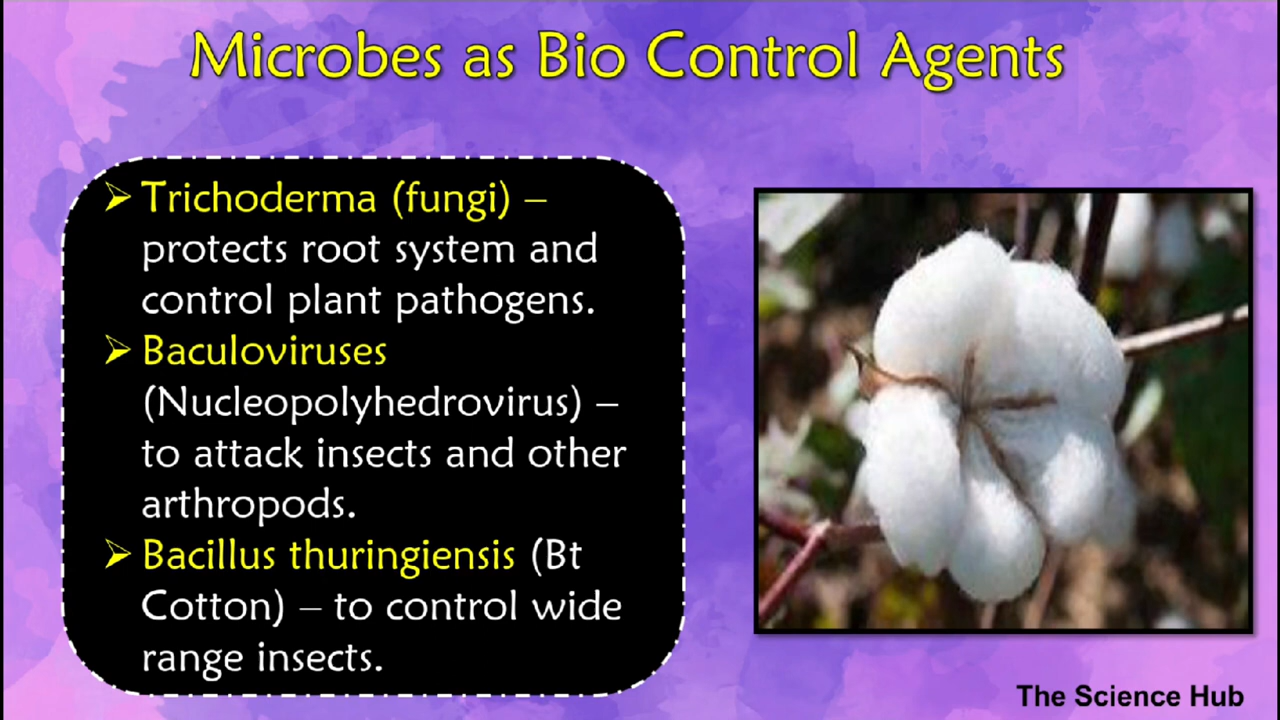 Microbes as Bio Control Agents
➢ Trichoderma (fungi) –
protects root system and
control plant pathogens.
➢ Baculoviruses
(Nucleopolyhedrovirus) –
to attack insects and other
arthropods.
➢ Bacillus thuringiensis (Bt
Cotton) – to control wide
range insects.
The Science Hub